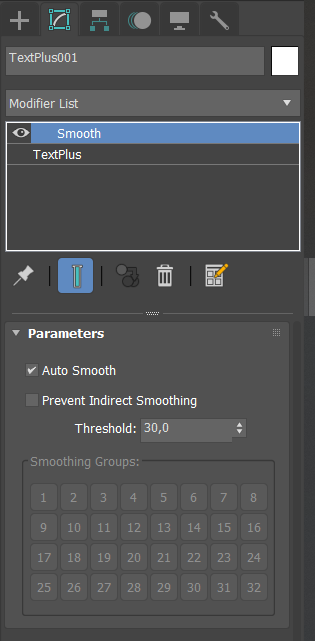 TextPlus001
Modifier List
Smooth
TextPlus
Parameters
Auto Smooth
Prevent Indirect Smoothing
Threshold: 30,0
Smoothing Groups:
1 2 3 4 5 6 7 8
9 10 11 12 13 14 15 16
17 18 19 20 21 22 23 24
25 26 27 28 29 30 31 32